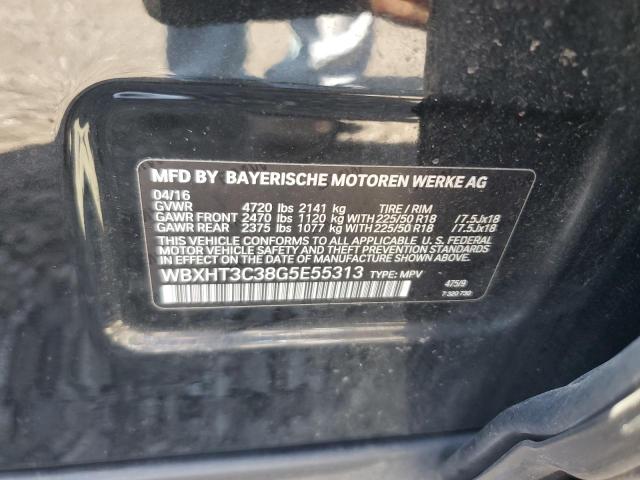 MFD BY BAYERISCHE MOTOREN WERKE AG
04/16
GVWR 4720 lbs 2141 kg TIRE / RIM
GAWR FRONT 2470 lbs 1120 kg WITH 225/50 R18 /7.5Jx18
GAWR REAR 2375 lbs 1077 kg WITH 225/50 R18 /7.5Jx18
THIS VEHICLE CONFORMS TO ALL APPLICABLE U. S. FEDERAL
MOTOR VEHICLE SAFETY AND THEFT PREVENTION STANDARDS
IN EFFECT ON THE DATE OF MANUFACTURE SHOWN ABOVE.
WBXHT3C38G5E55313 TYPE: MPV
475/9
7 320 730